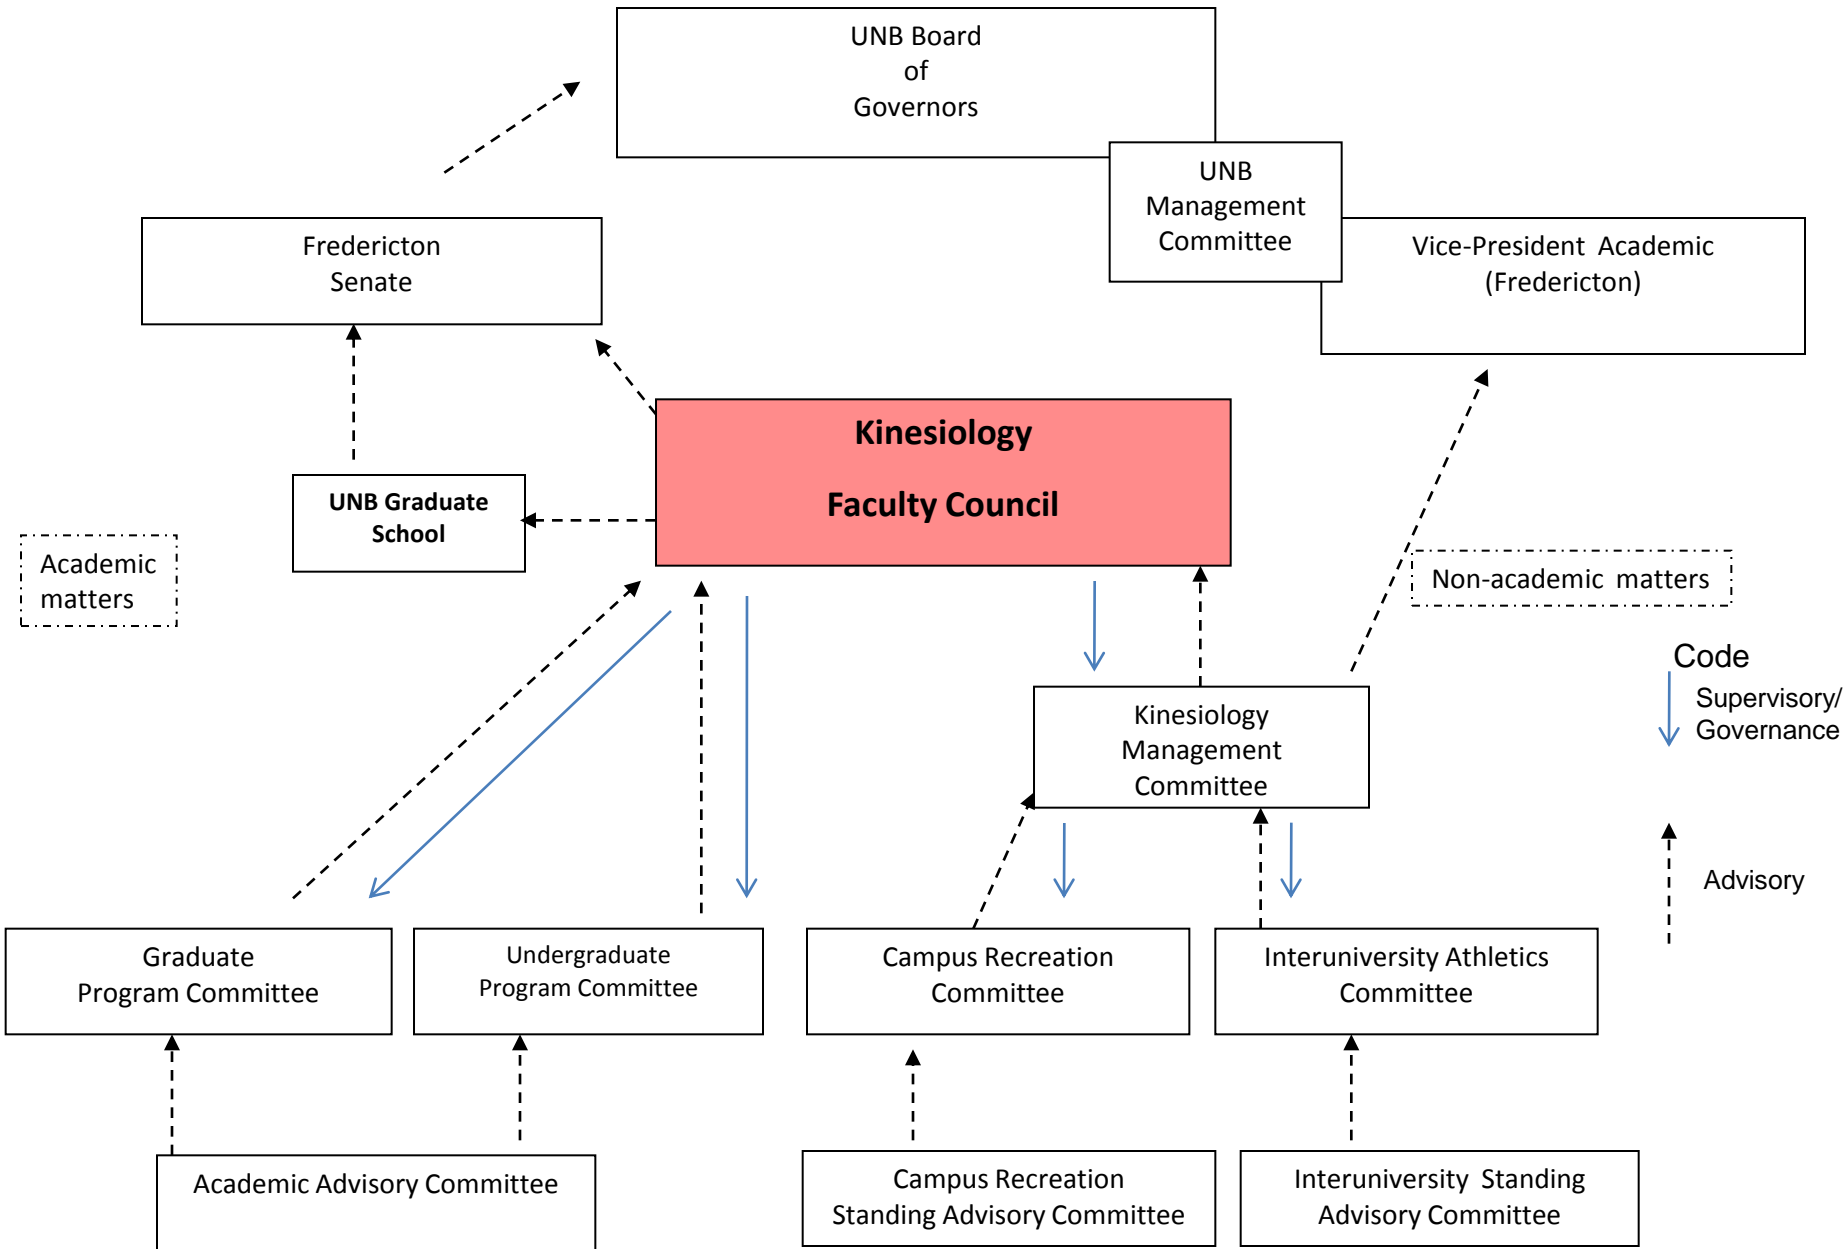 UNB Board
of
Governors
UNB
Management
Committee
Fredericton
Senate
Vice-President Academic
(Fredericton)
Kinesiology
Faculty Council
UNB Graduate
School
Academic
matters
Non-academic matters
Code
Supervisory/
Governance
Kinesiology
Management
Committee
Advisory
Graduate
Program Committee
Undergraduate
Program Committee
Campus Recreation
Committee
Interuniversity Athletics
Committee
Academic Advisory Committee
Campus Recreation
Standing Advisory Committee
Interuniversity Standing
Advisory Committee